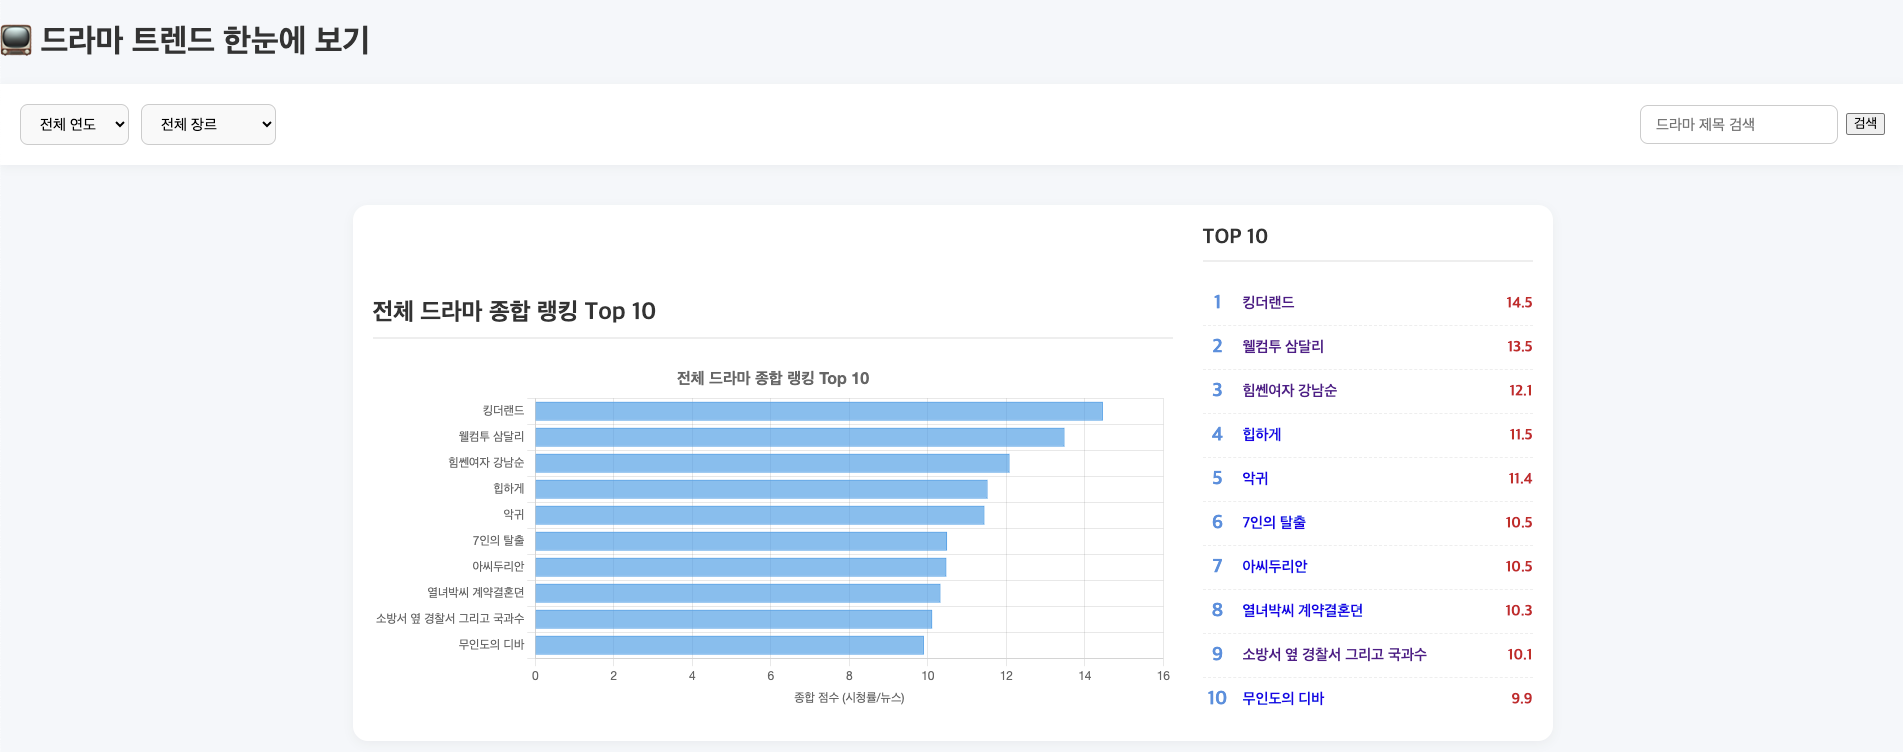 드라마 트렌드 한눈에 보기
전체 연도
전체 장르
드라마 제목 검색
검색
전체 드라마 종합 랭킹 Top 10
전체 드라마 종합 랭킹 Top 10
킹더랜드
웰컴투 삼달리
힘쎈여자 강남순
힙하게
악귀
7인의 탈출
아씨두리안
열녀박씨 계약결혼뎐
소방서 옆 경찰서 그리고 국과수
무인도의 디바
0 2 4 6 8 10 12 14 16
종합 점수 (시청률/뉴스)
TOP 10
1 킹더랜드 14.5
2 웰컴투 삼달리 13.5
3 힘쎈여자 강남순 12.1
4 힙하게 11.5
5 악귀 11.4
6 7인의 탈출 10.5
7 아씨두리안 10.5
8 열녀박씨 계약결혼뎐 10.3
9 소방서 옆 경찰서 그리고 국과수 10.1
10 무인도의 디바 9.9